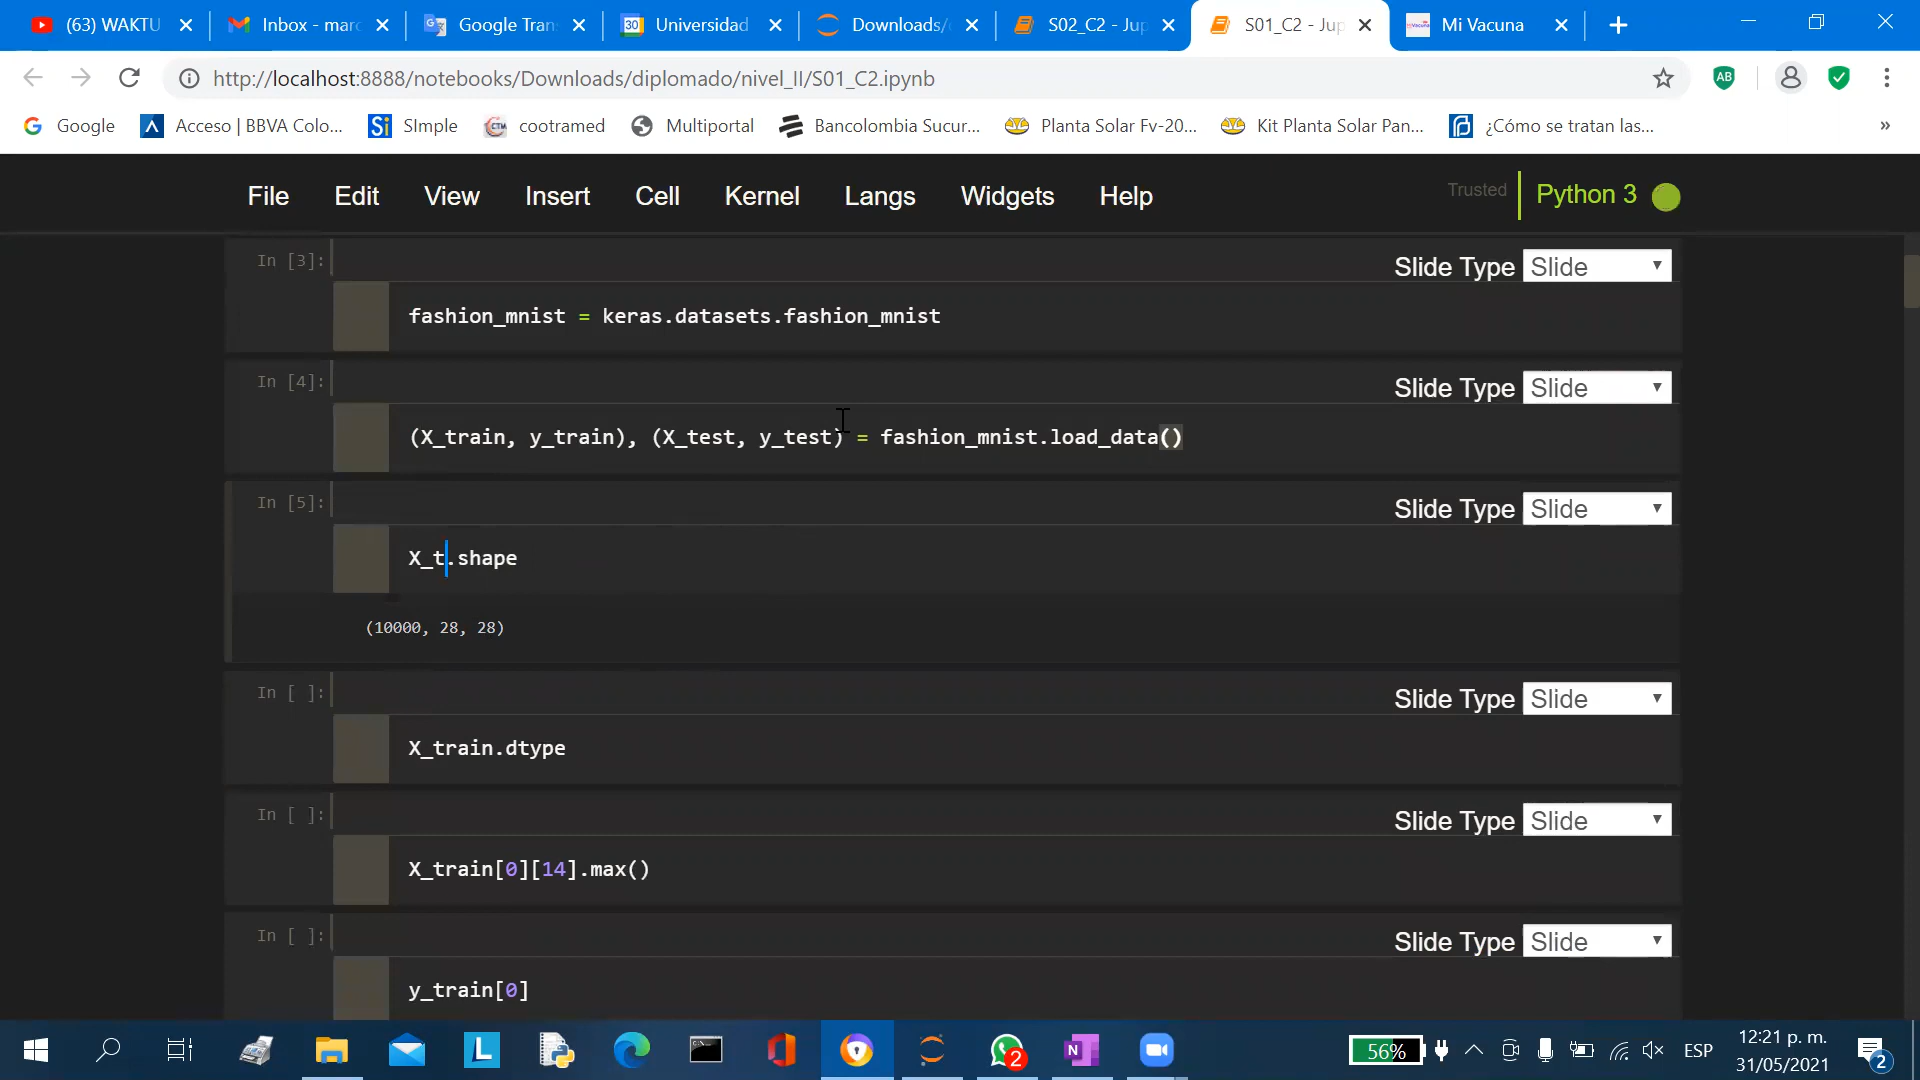 (63) WAKTU
Inbox - marc
Google Tran
Universidad
Downloads/
S02_C2 - Jup
S01_C2 - Jup
Mi Vacuna
http://localhost:8888/notebooks/Downloads/diplomado/nivel_II/S01_C2.ipynb
Google
Acceso | BBVA Colo...
SImple
cootramed
Multiportal
Bancolombia Sucur...
Planta Solar Fv-20...
Kit Planta Solar Pan...
¿Cómo se tratan las...
File Edit View Insert Cell Kernel Langs Widgets Help
Trusted
Python 3
In [3]:
Slide Type Slide
fashion_mnist = keras.datasets.fashion_mnist
In [4]:
Slide Type Slide
(X_train, y_train), (X_test, y_test) = fashion_mnist.load_data()
In [5]:
Slide Type Slide
X_t.shape
(10000, 28, 28)
In [ ]:
Slide Type Slide
X_train.dtype
In [ ]:
Slide Type Slide
X_train[0][14].max()
In [ ]:
Slide Type Slide
y_train[0]
56%
ESP
12:21 p. m.
31/05/2021
2
2